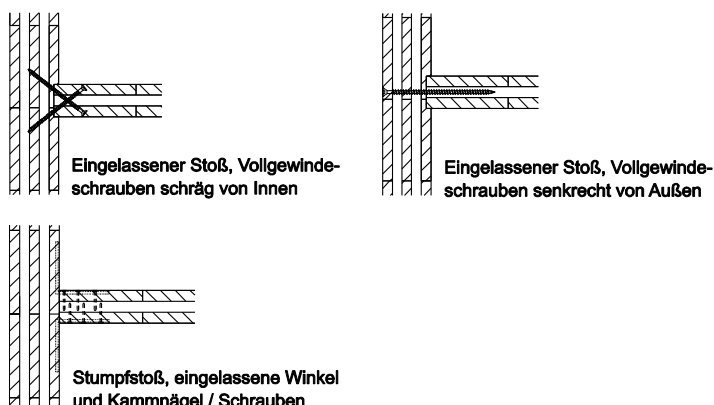 Eingelassener Stoß, Vollgewinde-
schrauben schräg von Innen
Eingelassener Stoß, Vollgewinde-
schrauben senkrecht von Außen
Stumpfstoß, eingelassene Winkel
und Kammnägel / Schrauben